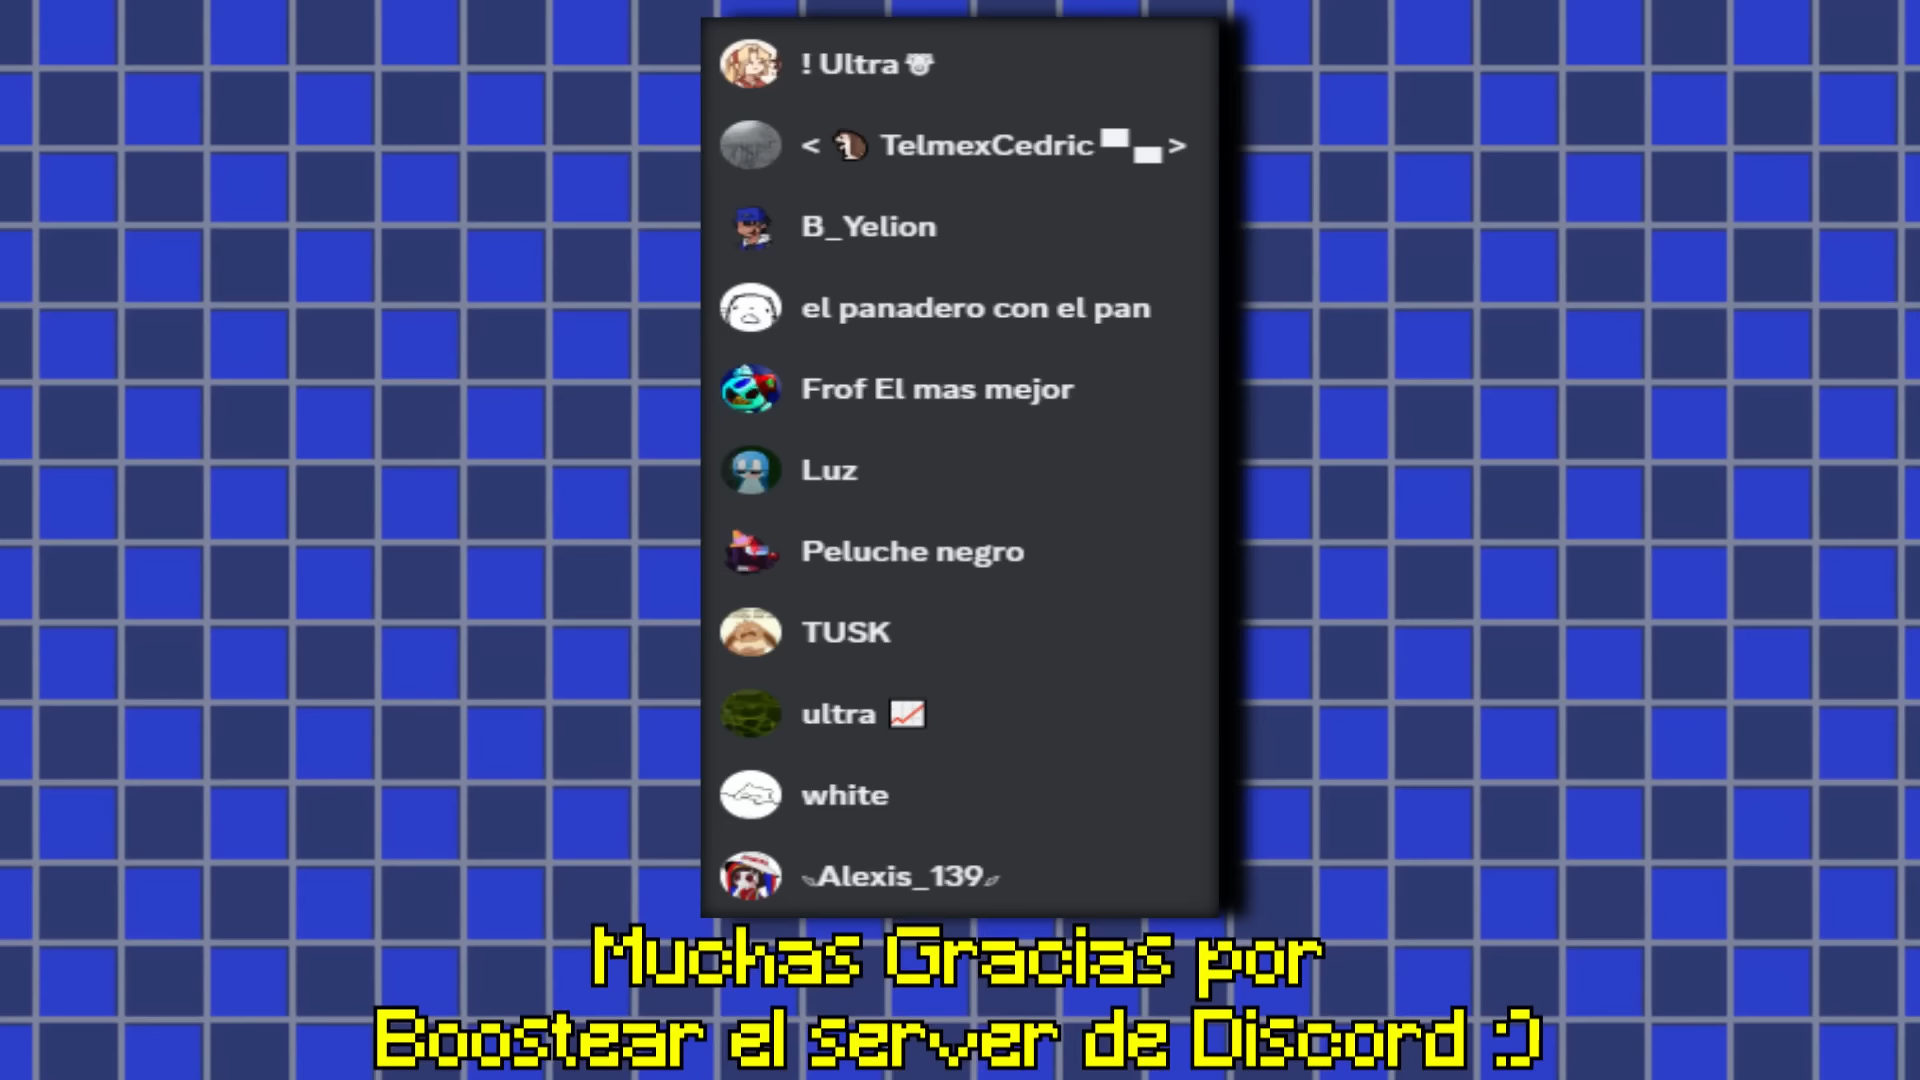 ! Ultra
< TelmexCedric ▀▄ >
B_Yelion
el panadero con el pan
Frof El mas mejor
Luz
Peluche negro
TUSK
ultra 📈
white
Alexis_139
Muchas Gracias por
Boostear el server de Discord :)